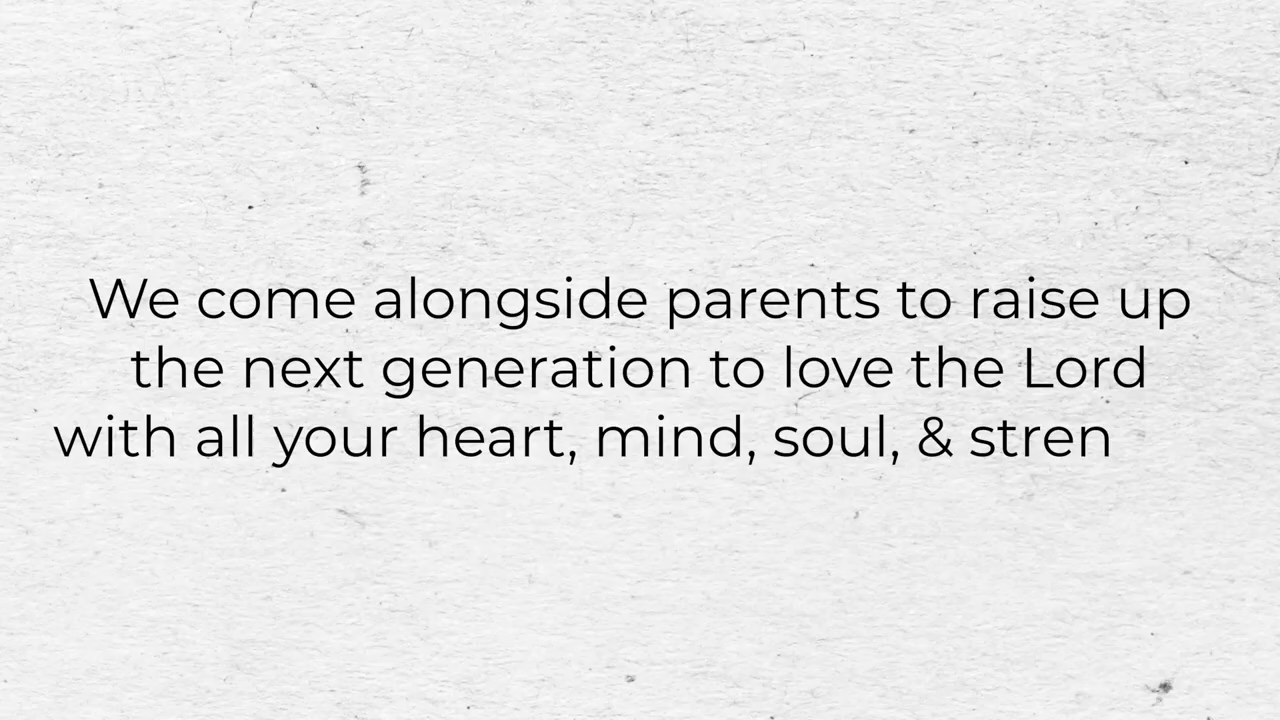 We come alongside parents to raise up
the next generation to love the Lord
with all your heart, mind, soul, & stren